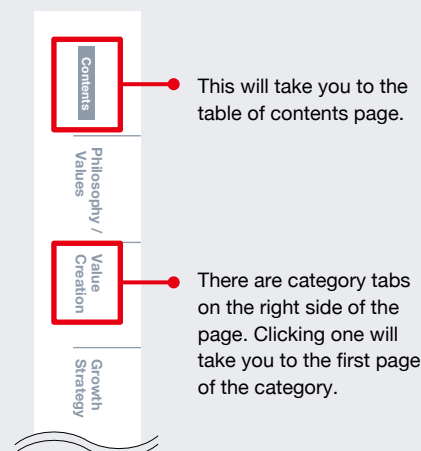 Contents
This will take you to the
table of contents page.
Philosophy /
Values
Value
Creation
There are category tabs
on the right side of the
page. Clicking one will
take you to the first page
of the category.
Growth
Strategy